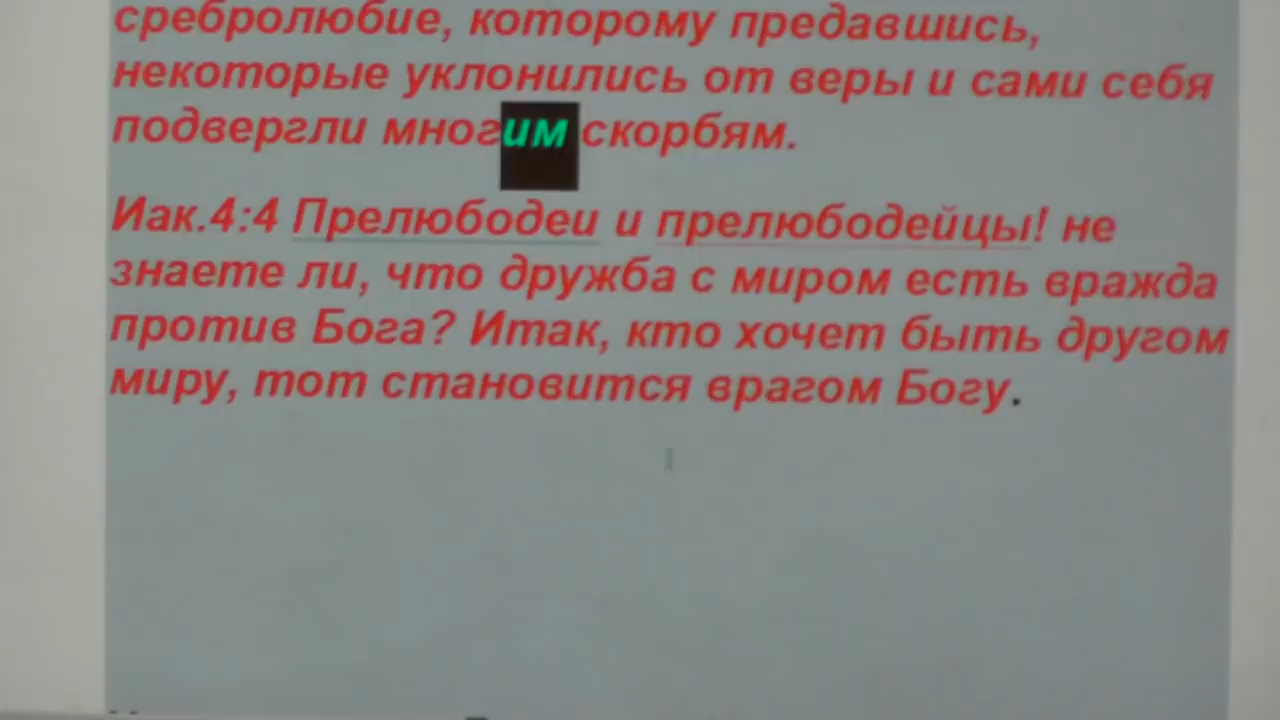 сребролюбие, которому предавшись,
некоторые уклонились от веры и сами себя
подвергли многим скорбям.
Иак.4:4 Прелюбодеи и прелюбодейцы! не
знаете ли, что дружба с миром есть вражда
против Бога? Итак, кто хочет быть другом
миру, тот становится врагом Богу.